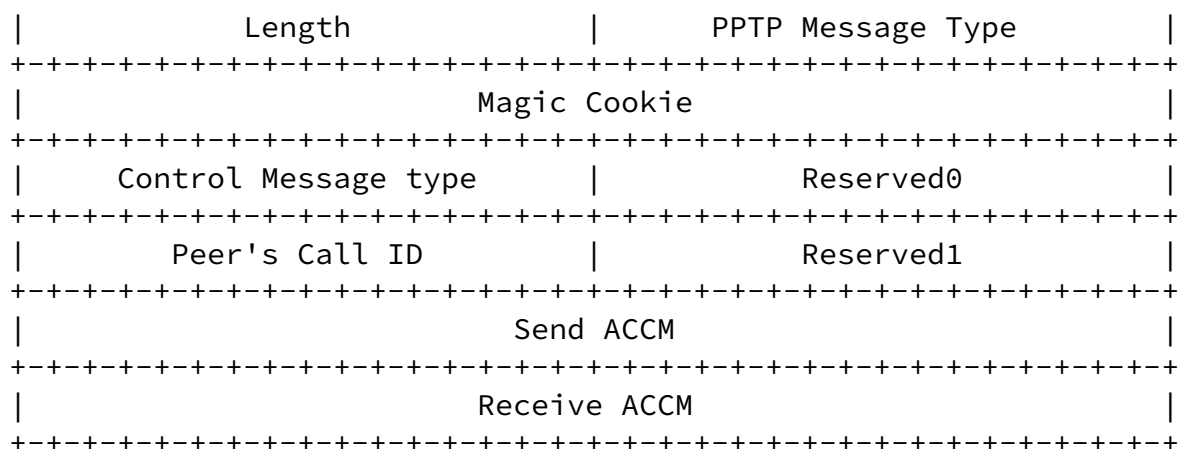 | Length | PPTP Message Type |
+-+-+-+-+-+-+-+-+-+-+-+-+-+-+-+-+-+-+-+-+-+-+-+-+-+-+-+-+-+-+-+-+
| Magic Cookie |
+-+-+-+-+-+-+-+-+-+-+-+-+-+-+-+-+-+-+-+-+-+-+-+-+-+-+-+-+-+-+-+-+
| Control Message type | Reserved0 |
+-+-+-+-+-+-+-+-+-+-+-+-+-+-+-+-+-+-+-+-+-+-+-+-+-+-+-+-+-+-+-+-+
| Peer's Call ID | Reserved1 |
+-+-+-+-+-+-+-+-+-+-+-+-+-+-+-+-+-+-+-+-+-+-+-+-+-+-+-+-+-+-+-+-+
| Send ACCM |
+-+-+-+-+-+-+-+-+-+-+-+-+-+-+-+-+-+-+-+-+-+-+-+-+-+-+-+-+-+-+-+-+
| Receive ACCM |
+-+-+-+-+-+-+-+-+-+-+-+-+-+-+-+-+-+-+-+-+-+-+-+-+-+-+-+-+-+-+-+-+